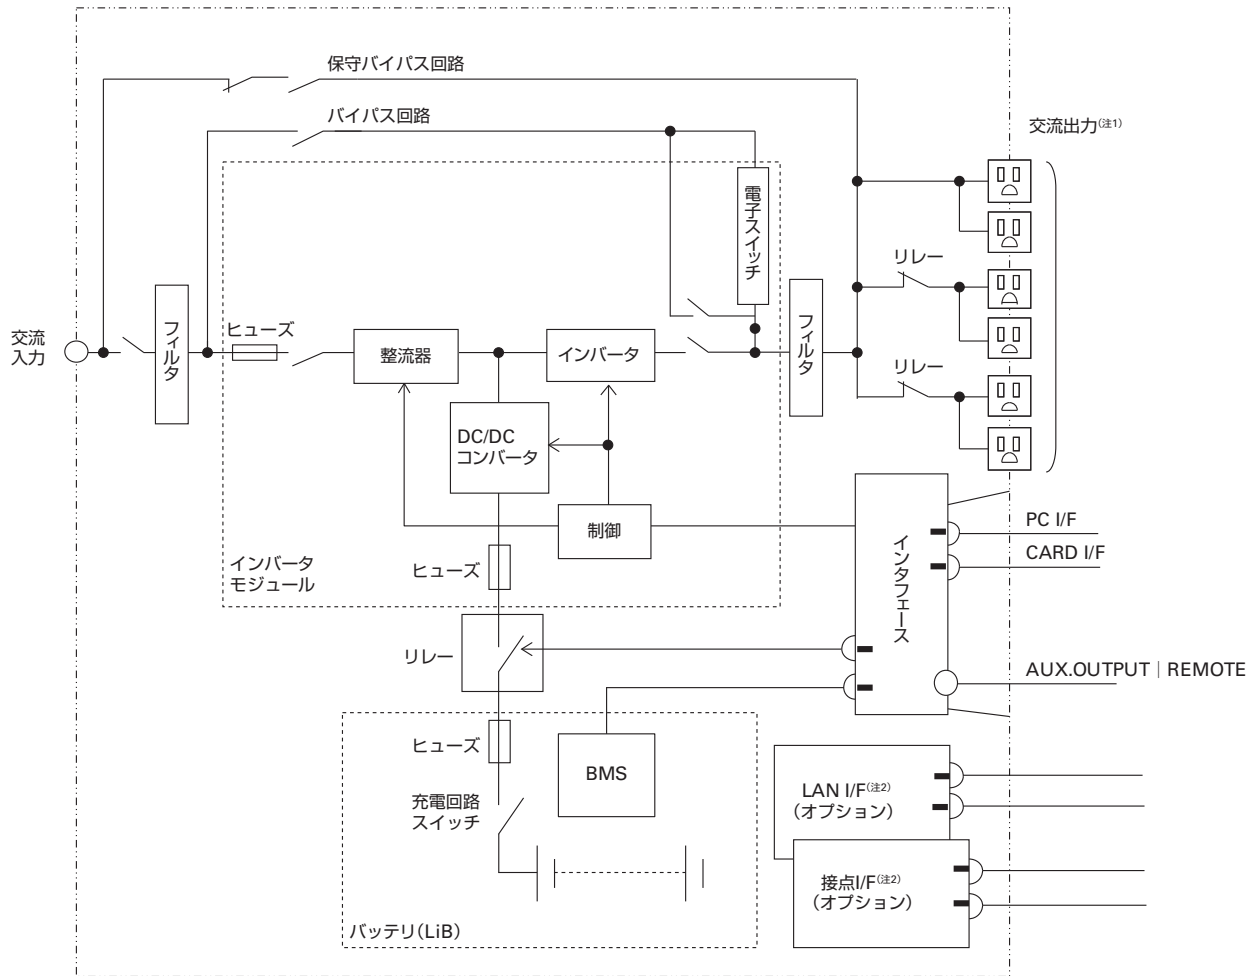 保守バイパス回路
バイパス回路
交流出力(注1)
電子スイッチ
リレー
交流
入力
フィルタ
ヒューズ
整流器
インバータ
フィルタ
リレー
DC/DC
コンバータ
制御
インタフェース
PC I/F
CARD I/F
インバータ
モジュール
ヒューズ
リレー
AUX.OUTPUT｜REMOTE
ヒューズ
BMS
充電回路
スイッチ
LAN I/F(注2)
(オプション)
接点I/F(注2)
(オプション)
バッテリ(LiB)